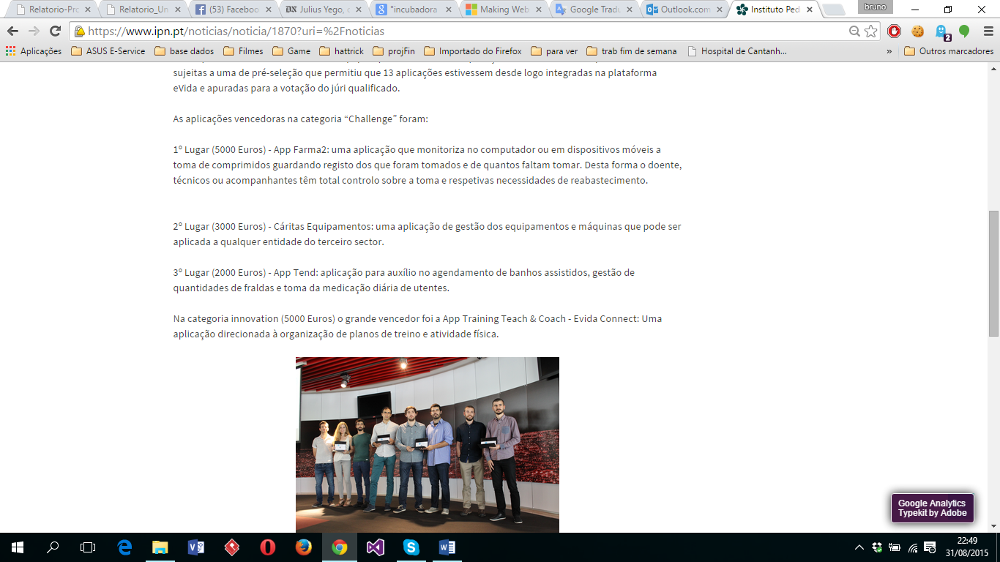 Relatorio-Pro
Relatorio_Un
(53) Faceboo
Julius Yego, c
"incubadora
Making Web
Google Tradu
Outlook.com
Instituto Ped
bruno
https://www.ipn.pt/noticias/noticia/1870?uri=%2Fnoticias
2
Aplicações
ASUS E-Service
base dados
Filmes
Game
hattrick
projFin
Importado do Firefox
para ver
trab fim de semana
Hospital de Cantanh...
»
Outros marcadores
sujeitas a uma de pré-seleção que permitiu que 13 aplicações estivessem desde logo integradas na plataforma
eVida e apuradas para a votação do júri qualificado.
As aplicações vencedoras na categoria “Challenge” foram:
1º Lugar (5000 Euros) - App Farma2: uma aplicação que monitoriza no computador ou em dispositivos móveis a
toma de comprimidos guardando registo dos que foram tomados e de quantos faltam tomar. Desta forma o doente,
técnicos ou acompanhantes têm total controlo sobre a toma e respetivas necessidades de reabastecimento.
2º Lugar (3000 Euros) - Cáritas Equipamentos: uma aplicação de gestão dos equipamentos e máquinas que pode ser
aplicada a qualquer entidade do terceiro sector.
3º Lugar (2000 Euros) - App Tend: aplicação para auxílio no agendamento de banhos assistidos, gestão de
quantidades de fraldas e toma da medicação diária de utentes.
Na categoria innovation (5000 Euros) o grande vencedor foi a App Training Teach & Coach - Evida Connect: Uma
aplicação direcionada à organização de planos de treino e atividade física.
Google Analytics
Typekit by Adobe
22:49
31/08/2015